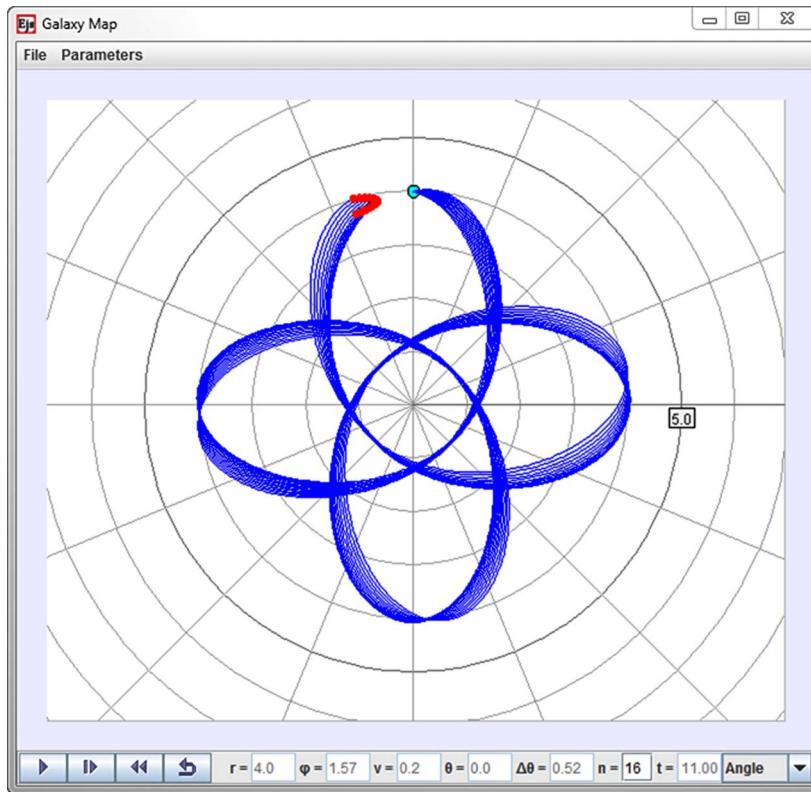 Ejs Galaxy Map
File Parameters
5.0
r = 4.0 φ = 1.57 v = 0.2 θ = 0.0 Δθ = 0.52 n = 16 t = 11.00 Angle